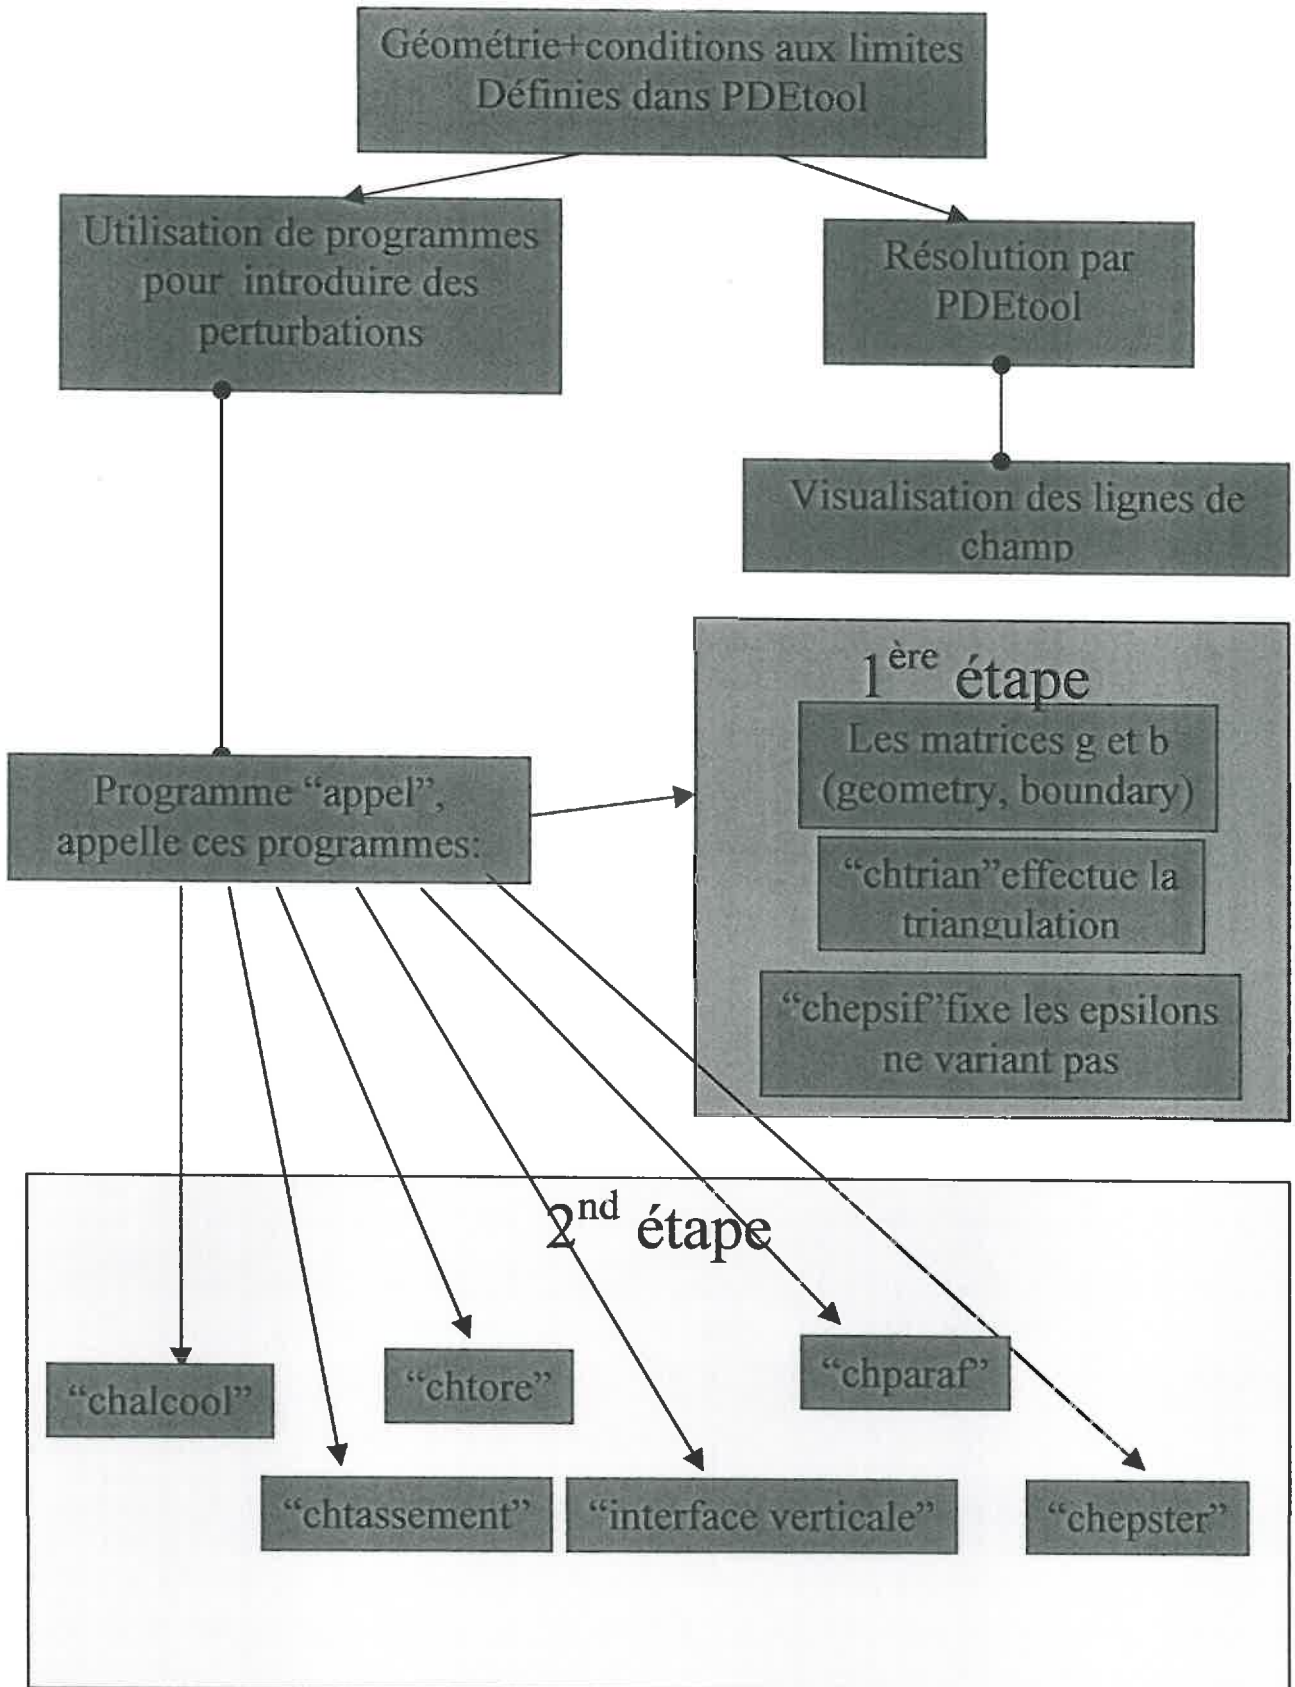 Géométrie+conditions aux limites
Définies dans PDEtool
Utilisation de programmes
pour introduire des
perturbations
Résolution par
PDEtool
Visualisation des lignes de
champ
1ère étape
Les matrices g et b
(geometry, boundary)
“chtrian”effectue la
triangulation
“chepsif”fixe les epsilons
ne variant pas
Programme “appel”,
appelle ces programmes:
2nd étape
“chalcool”
“chtore”
“chparaf”
“chtassement”
“interface verticale”
“chepster”